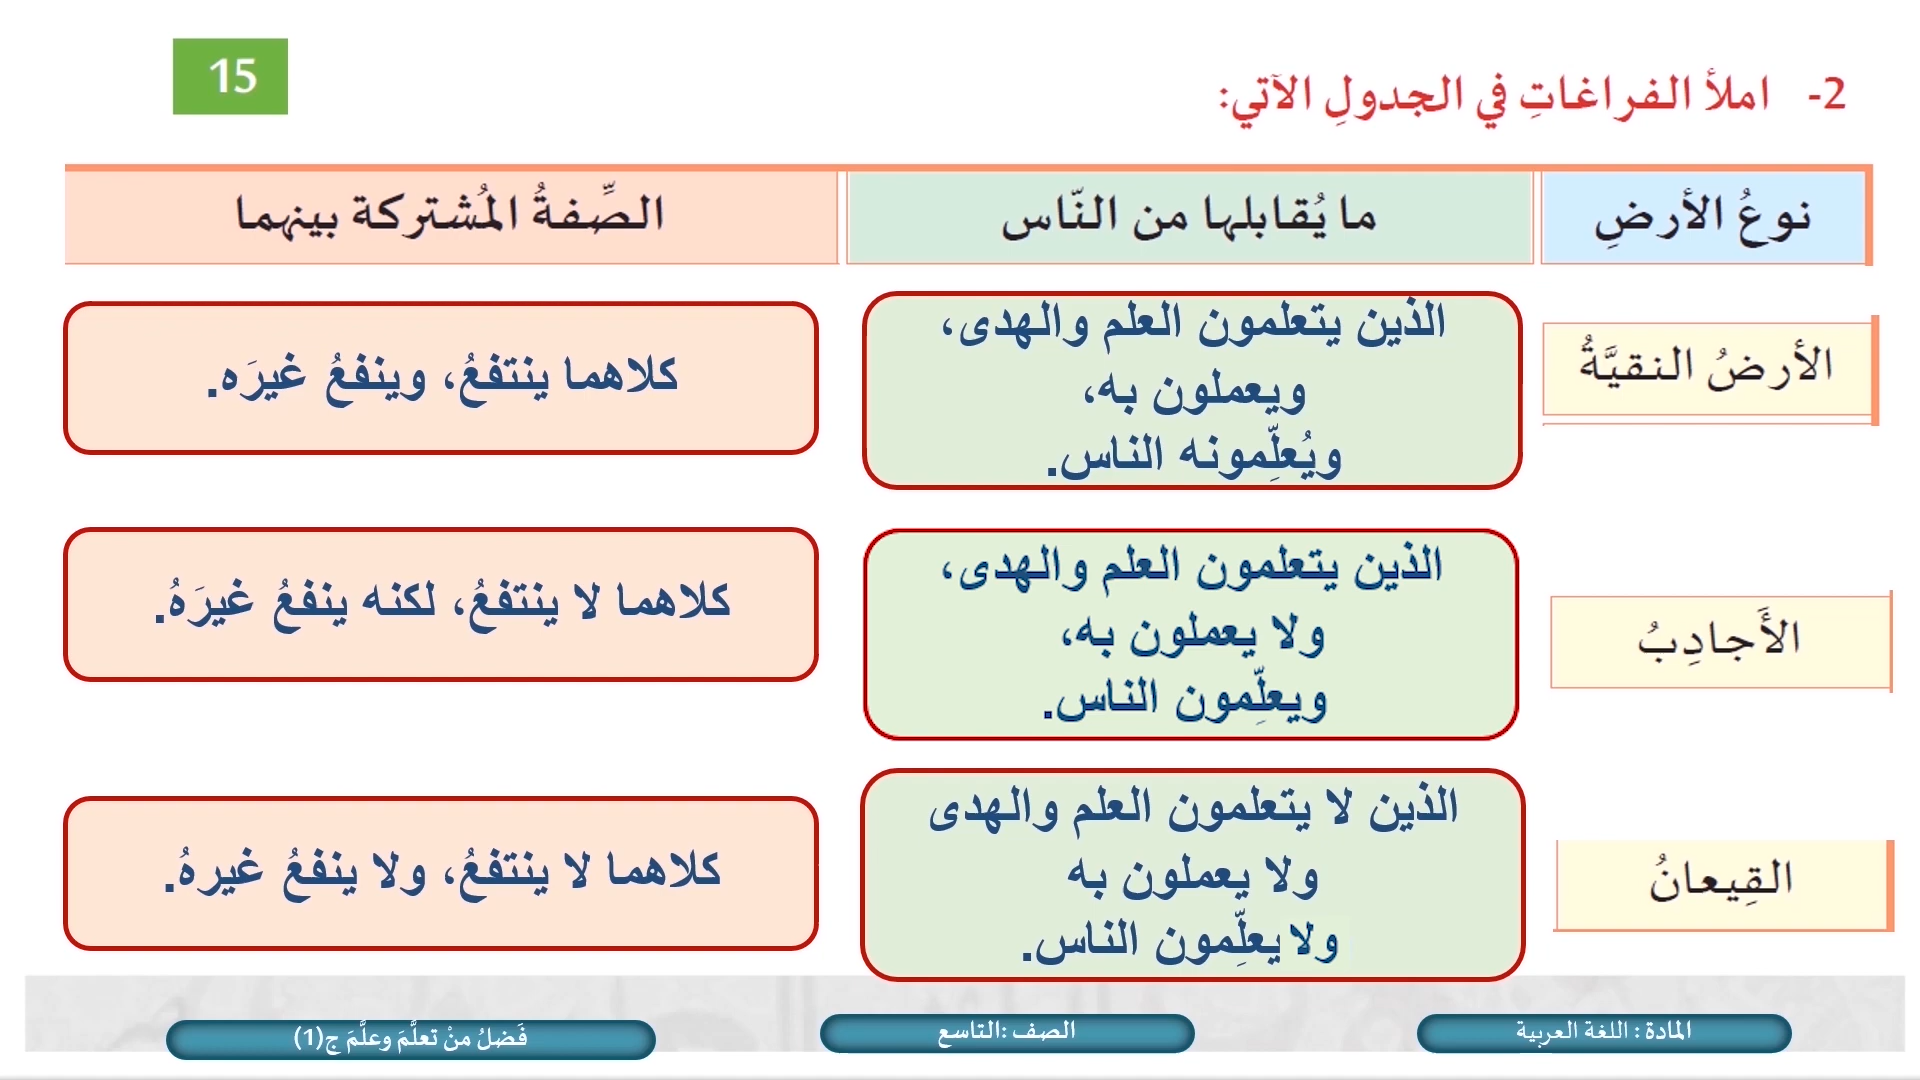 15
2- املأ الفراغاتِ في الجدولِ الآتي:
نوعُ الأرضِ
ما يُقابلها من النّاس
الصِّفةُ المُشتركة بينهما
الأرضُ النقيَّةُ
الذين يتعلمون العلم والهدى،
ويعملون به،
ويُعلِّمونه الناس.
كلاهما ينتفعُ، وينفعُ غيرَه.
الأَجادِبُ
الذين يتعلمون العلم والهدى،
ولا يعملون به،
ويعلِّمون الناس.
كلاهما لا ينتفعُ، لكنه ينفعُ غيرَهُ.
القِيعانُ
الذين لا يتعلمون العلم والهدى
ولا يعملون به
ولا يعلِّمون الناس.
كلاهما لا ينتفعُ، ولا ينفعُ غيرهُ.
المادة : اللغة العربية
الصف :التاسع
فَضلُ منْ تعلَّمَ وعلَّمَ ج(1)